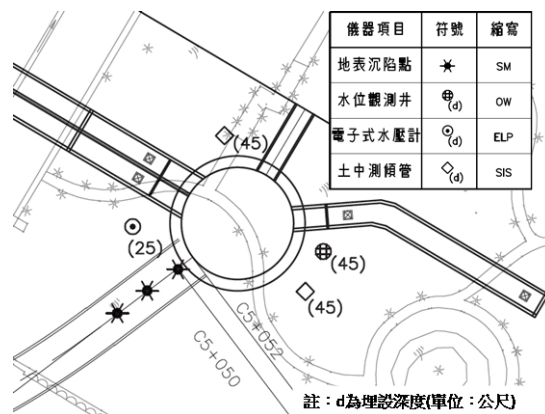 儀器項目 符號 縮寫
地表沉陷點 SM
水位觀測井 (d) OW
電子式水壓計 (d) ELP
土中測傾管 (d) SIS
(45)
(25)
(45)
(45)
C5+052
C5+050
註：d為埋設深度(單位：公尺)